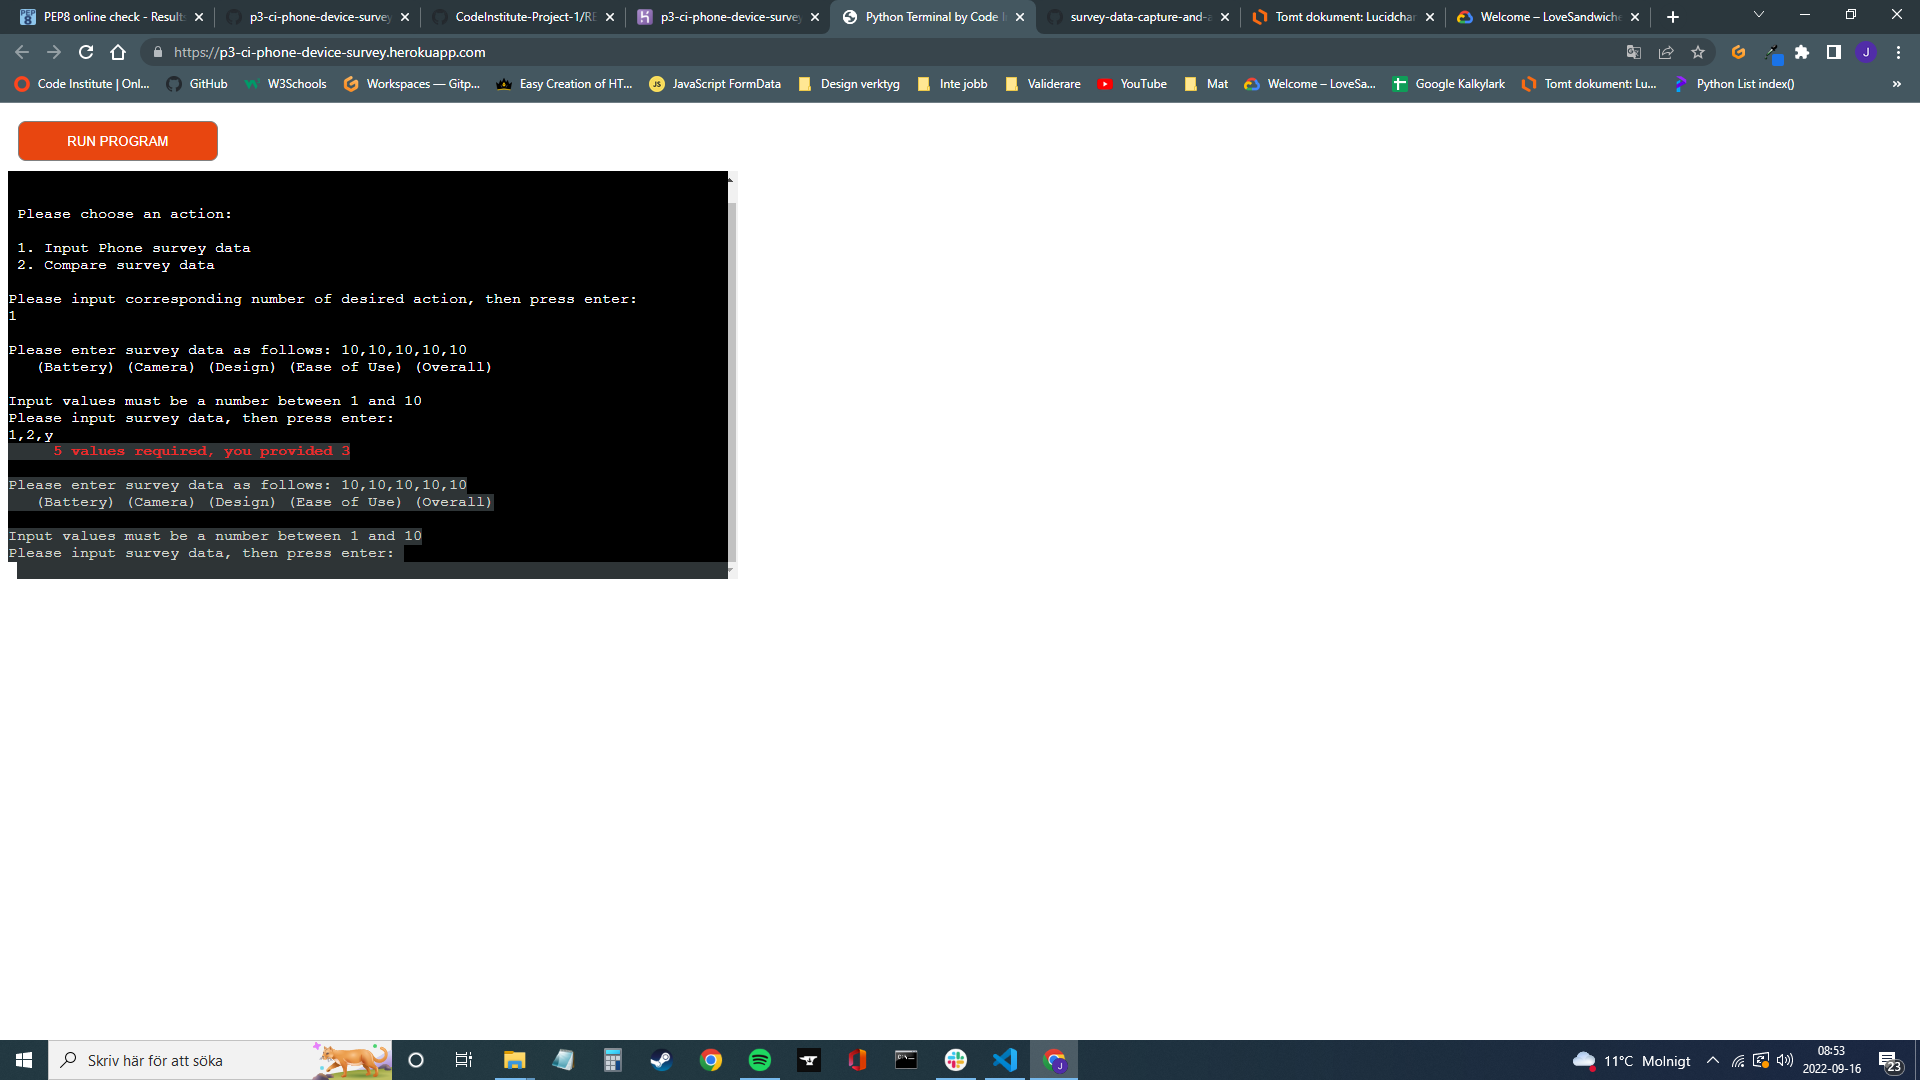 PEP8 online check - Result
p3-ci-phone-device-survey
CodeInstitute-Project-1/RE
p3-ci-phone-device-survey
Python Terminal by Code I
survey-data-capture-and-a
Tomt dokument: Lucidchar
Welcome – LoveSandwiche
https://p3-ci-phone-device-survey.herokuapp.com
J
Code Institute | Onl...
GitHub
W3Schools
Workspaces — Gitp...
Easy Creation of HT...
JavaScript FormData
Design verktyg
Inte jobb
Validerare
YouTube
Mat
Welcome – LoveSa...
Google Kalkylark
Tomt dokument: Lu...
Python List index()
»
RUN PROGRAM
Please choose an action:
1. Input Phone survey data
2. Compare survey data
Please input corresponding number of desired action, then press enter:
1
Please enter survey data as follows: 10,10,10,10,10
(Battery) (Camera) (Design) (Ease of Use) (Overall)
Input values must be a number between 1 and 10
Please input survey data, then press enter:
1,2,y
5 values required, you provided 3
Please enter survey data as follows: 10,10,10,10,10
(Battery) (Camera) (Design) (Ease of Use) (Overall)
Input values must be a number between 1 and 10
Please input survey data, then press enter:
Skriv här för att söka
11°C Molnigt
08:53
2022-09-16
23